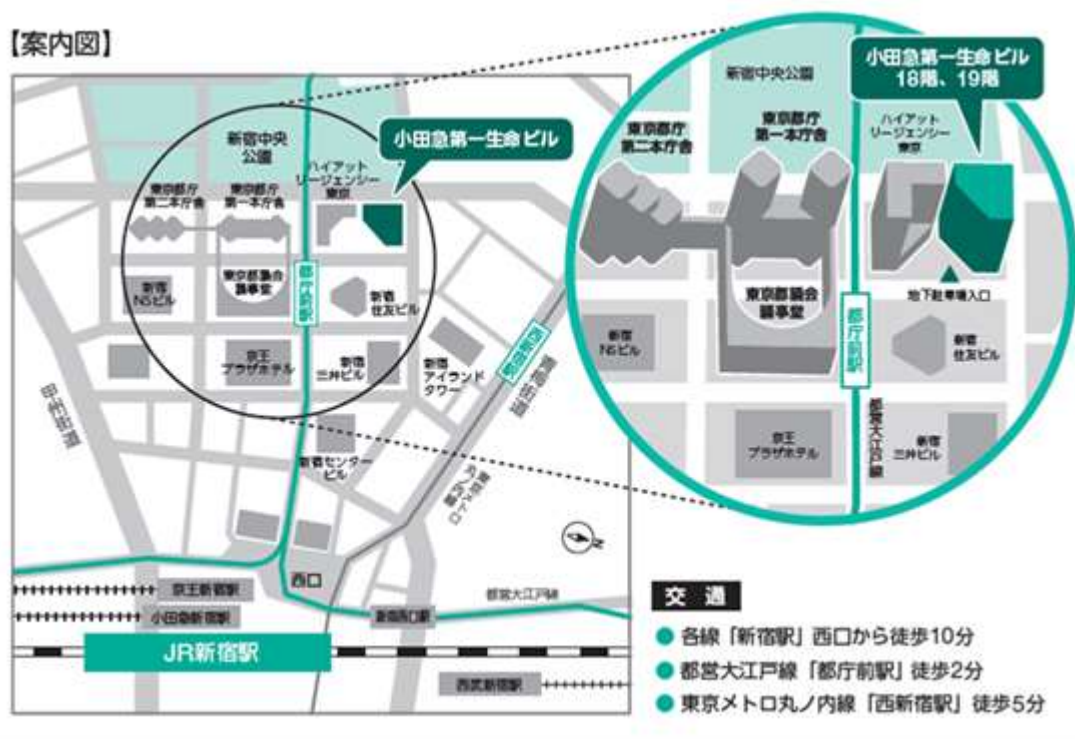 【案内図】
新宿中央
公園
小田急第一生命ビル
ハイアット
リージェンシー
東京
東京都庁
第二本庁舎
東京都庁
第一本庁舎
新宿
NSビル
東京都議会
議事堂
都庁前駅
新宿
住友ビル
京王
プラザホテル
新宿
三井ビル
新宿
アイランド
タワー
西新宿駅
青梅街道
甲州街道
新宿センター
ビル
東京メトロ
丸ノ内線
N
西口
京王新宿駅
小田急新宿駅
新宿西口駅
都営大江戸線
JR新宿駅
西武新宿駅
新宿中央公園
小田急第一生命ビル
18階、19階
東京都庁
第二本庁舎
東京都庁
第一本庁舎
ハイアット
リージェンシー
東京
東京都議会
議事堂
地下駐車場入口
新宿
NSビル
都庁前駅
新宿
住友ビル
都営大江戸線
京王
プラザホテル
新宿
三井ビル
交通
各線「新宿駅」西口から徒歩10分
都営大江戸線「都庁前駅」徒歩2分
東京メトロ丸ノ内線「西新宿駅」徒歩5分